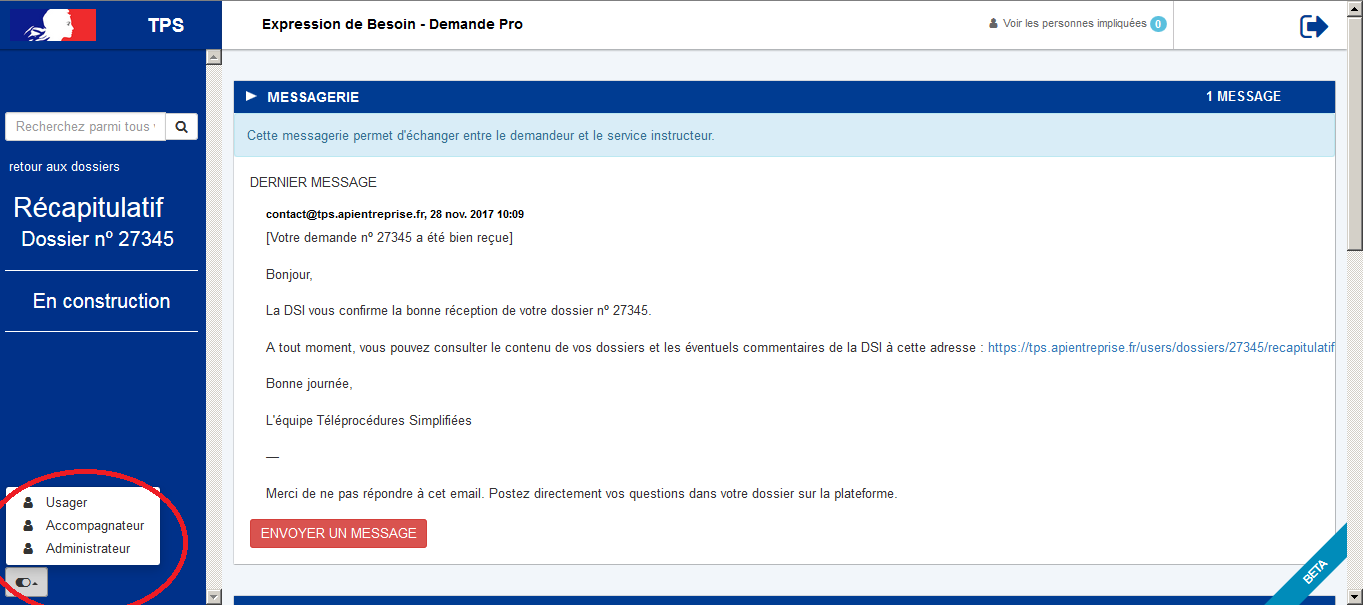 TPS
Expression de Besoin - Demande Pro
Voir les personnes impliquées 0
Recherchez parmi tous
retour aux dossiers
Récapitulatif
Dossier nº 27345
En construction
Usager
Accompagnateur
Administrateur
MESSAGERIE
1 MESSAGE
Cette messagerie permet d'échanger entre le demandeur et le service instructeur.
DERNIER MESSAGE
contact@tps.apientreprise.fr, 28 nov. 2017 10:09
[Votre demande nº 27345 a été bien reçue]
Bonjour,
La DSI vous confirme la bonne réception de votre dossier nº 27345.
A tout moment, vous pouvez consulter le contenu de vos dossiers et les éventuels commentaires de la DSI à cette adresse : https://tps.apientreprise.fr/users/dossiers/27345/recapitulatif
Bonne journée,
L'équipe Téléprocédures Simplifiées
—
Merci de ne pas répondre à cet email. Postez directement vos questions dans votre dossier sur la plateforme.
ENVOYER UN MESSAGE
BETA